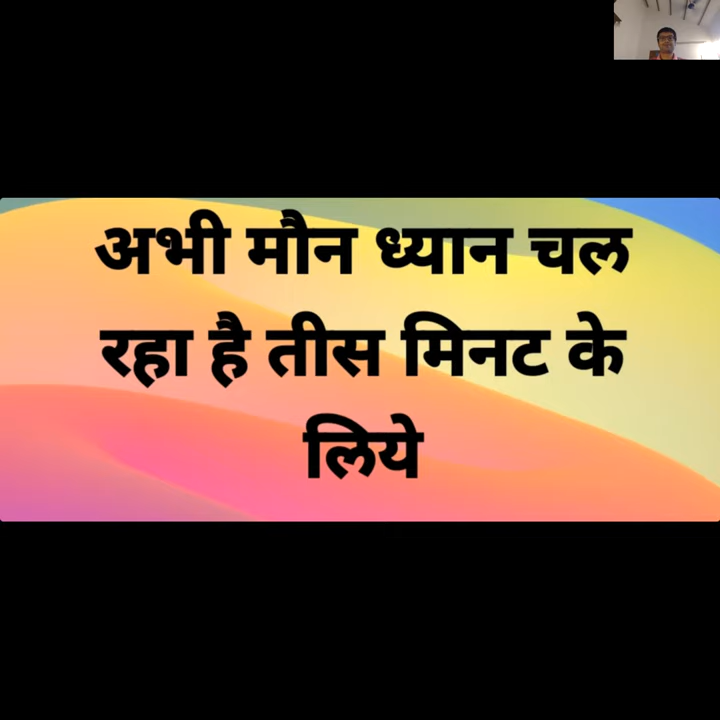 अभी मौन ध्यान चल
रहा है तीस मिनट के
लिये